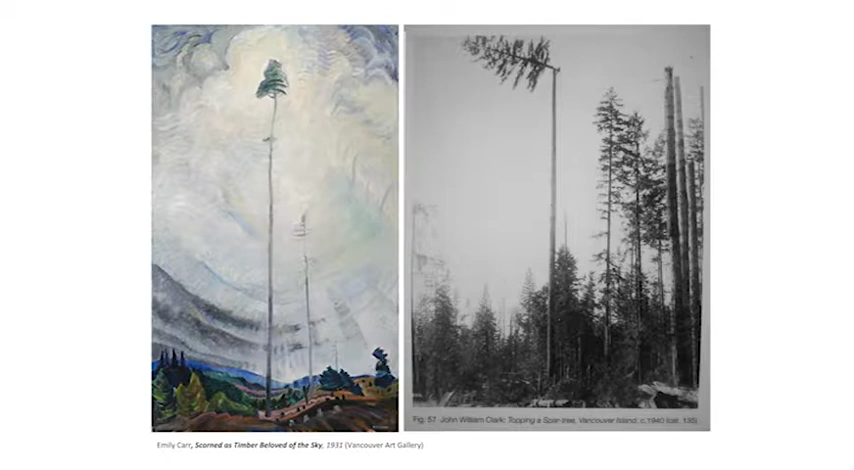 Fig. 57. John William Clark: Topping a Spar-tree, Vancouver Island, c.1940 (cat. 135)
Emily Carr, Scorned as Timber Beloved of the Sky, 1931 (Vancouver Art Gallery)